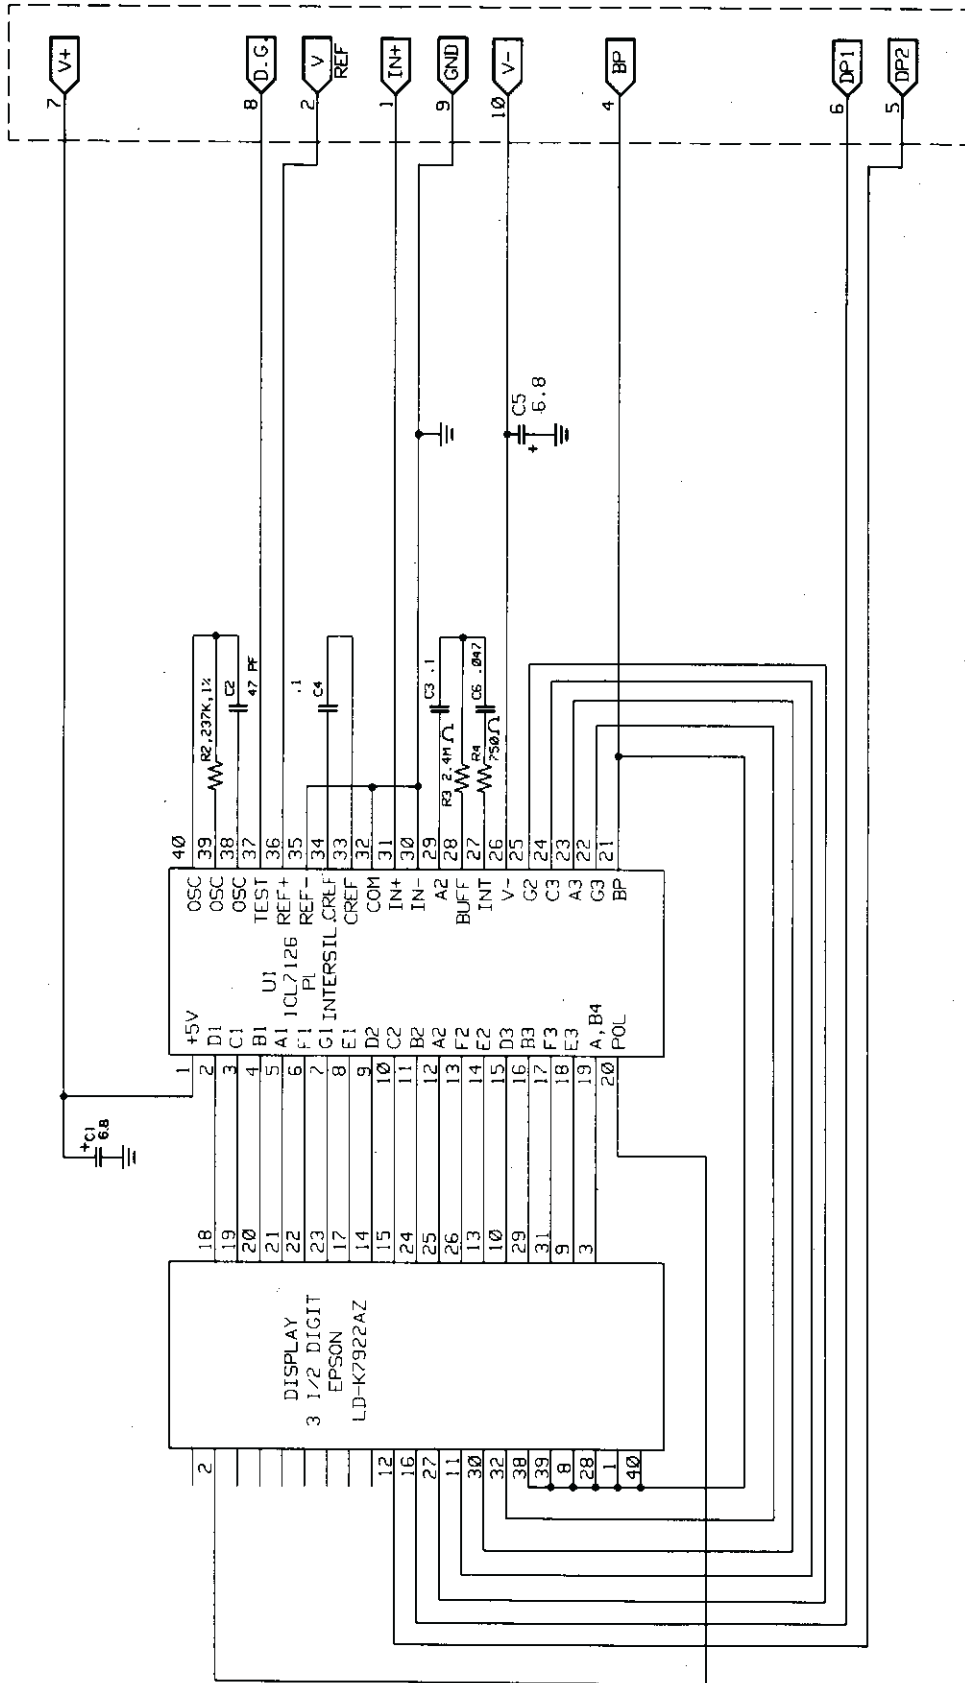 V+
7
D.G.
8
V REF
2
IN+
1
GND
9
V-
10
BP
4
DP1
6
DP2
5
C5
6.8
+
R2,237K,1%
C2
47 PF
.1
C4
C3 .1
R3 2.4M Ω
R4
750Ω
C6 .047
40 OSC
39 OSC
38 OSC
37 TEST
36 REF+
35 REF-
34 CREF
33 CREF
32 COM
31 IN+
30 IN-
29 A2
28 BUFF
27 INT
26 V-
25 G2
24 C3
23 A3
22 G3
21 BP
U1
ICL7126
PL
INTERSIL
1 +5V
2 D1
3 C1
4 B1
5 A1
6 F1
7 G1
8 E1
9 D2
10 C2
11 B2
12 A2
13 F2
14 E2
15 D3
16 B3
17 F3
18 E3
19 A,B4
20 POL
+C1
6.8
18
19
20
21
22
23
17
14
15
24
25
26
13
10
29
31
9
3
DISPLAY
3 1/2 DIGIT
EPSON
LD-K7922AZ
2
12
16
27
11
30
32
38
39
8
28
1
40